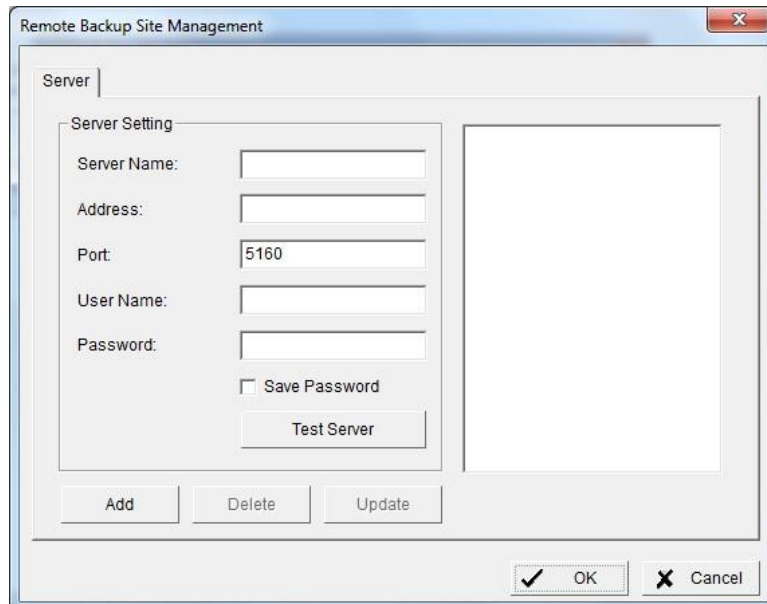 Remote Backup Site Management
Server
Server Setting
Server Name:
Address:
Port: 5160
User Name:
Password:
Save Password
Test Server
Add Delete Update
OK Cancel